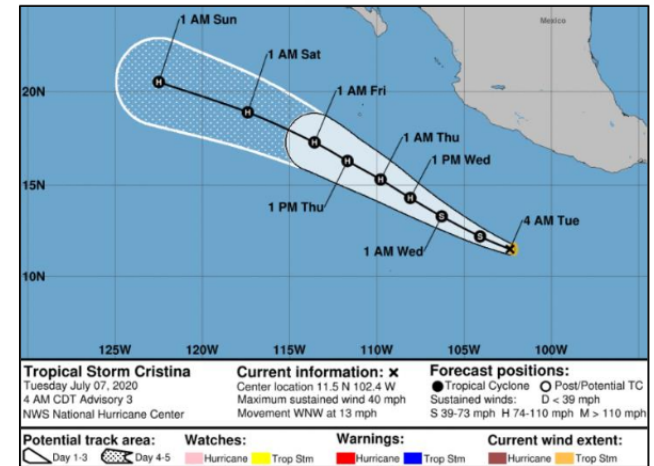 Mexico
1 AM Sun
1 AM Sat
1 AM Fri
1 AM Thu
1 PM Wed
4 AM Tue
1 PM Thu
1 AM Wed
H
H
H
H
H
H
S
S
20N
15N
10N
125W 120W 115W 110W 105W 100W
Tropical Storm Cristina
Tuesday July 07, 2020
4 AM CDT Advisory 3
NWS National Hurricane Center
Current information: x
Center location 11.5 N 102.4 W
Maximum sustained wind 40 mph
Movement WNW at 13 mph
Forecast positions:
Tropical Cyclone Post/Potential TC
Sustained winds: D < 39 mph
S 39-73 mph H 74-110 mph M > 110 mph
Potential track area:
Day 1-3 Day 4-5
Watches:
Hurricane Trop Stm
Warnings:
Hurricane Trop Stm
Current wind extent:
Hurricane Trop Stm